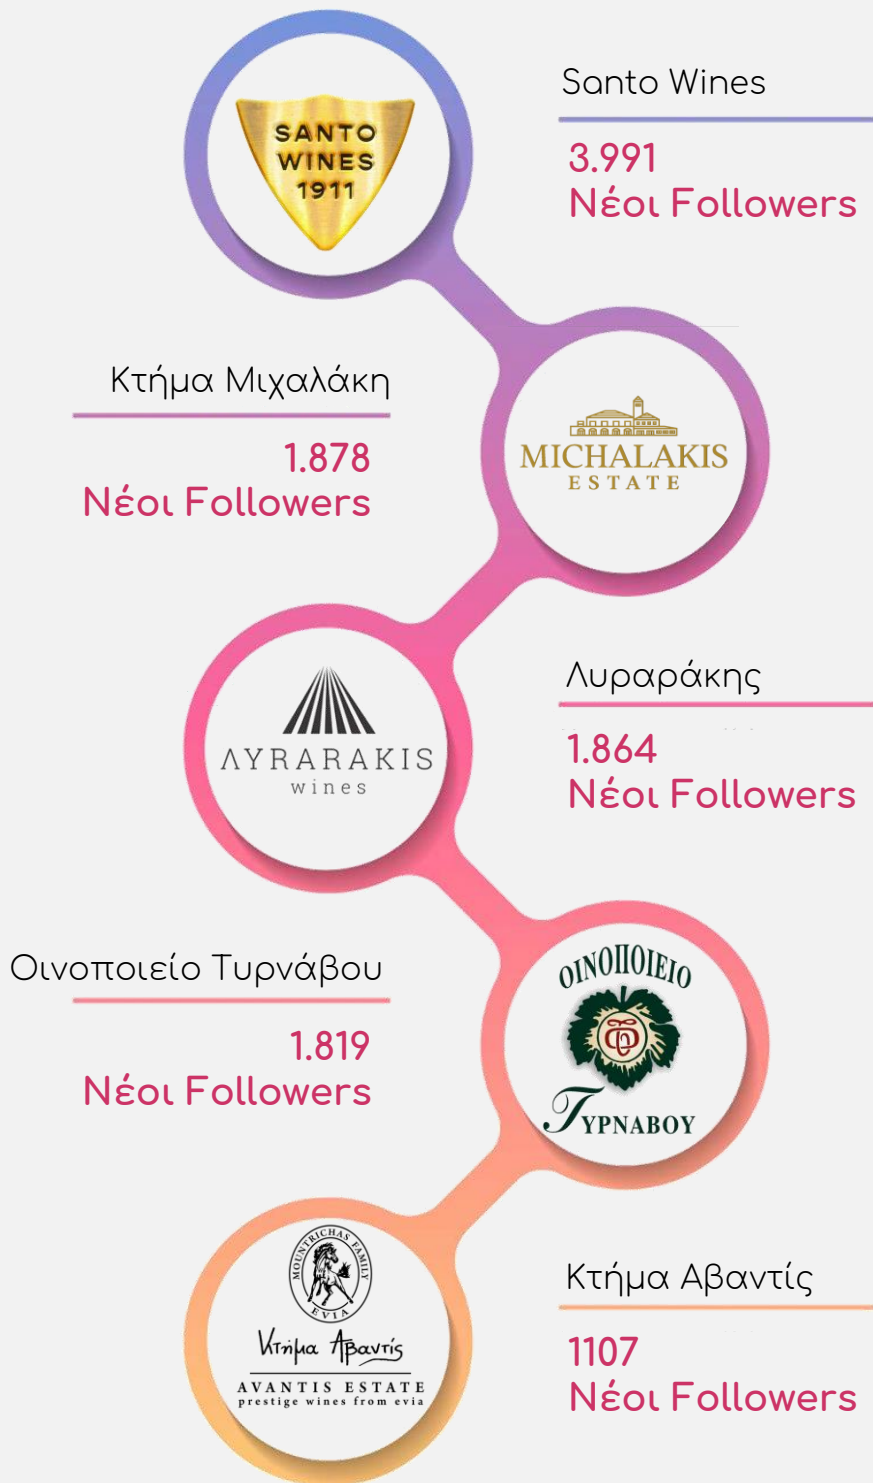 SANTO
WINES
1911
Santo Wines
3.991
Νέοι Followers
Κτήμα Μιχαλάκη
1.878
Νέοι Followers
MICHALAKIS
ESTATE
ΛYRARAKIS
wines
Λυραράκης
1.864
Νέοι Followers
Οινοποιείο Τυρνάβου
1.819
Νέοι Followers
ΟΙΝΟΠΟΙΕΙΟ
ΤΥΡΝΑΒΟΥ
MOUNTRICHAS FAMILY
EVIA
Κτήμα Αβαντίς
AVANTIS ESTATE
prestige wines from evia
Κτήμα Αβαντίς
1107
Νέοι Followers